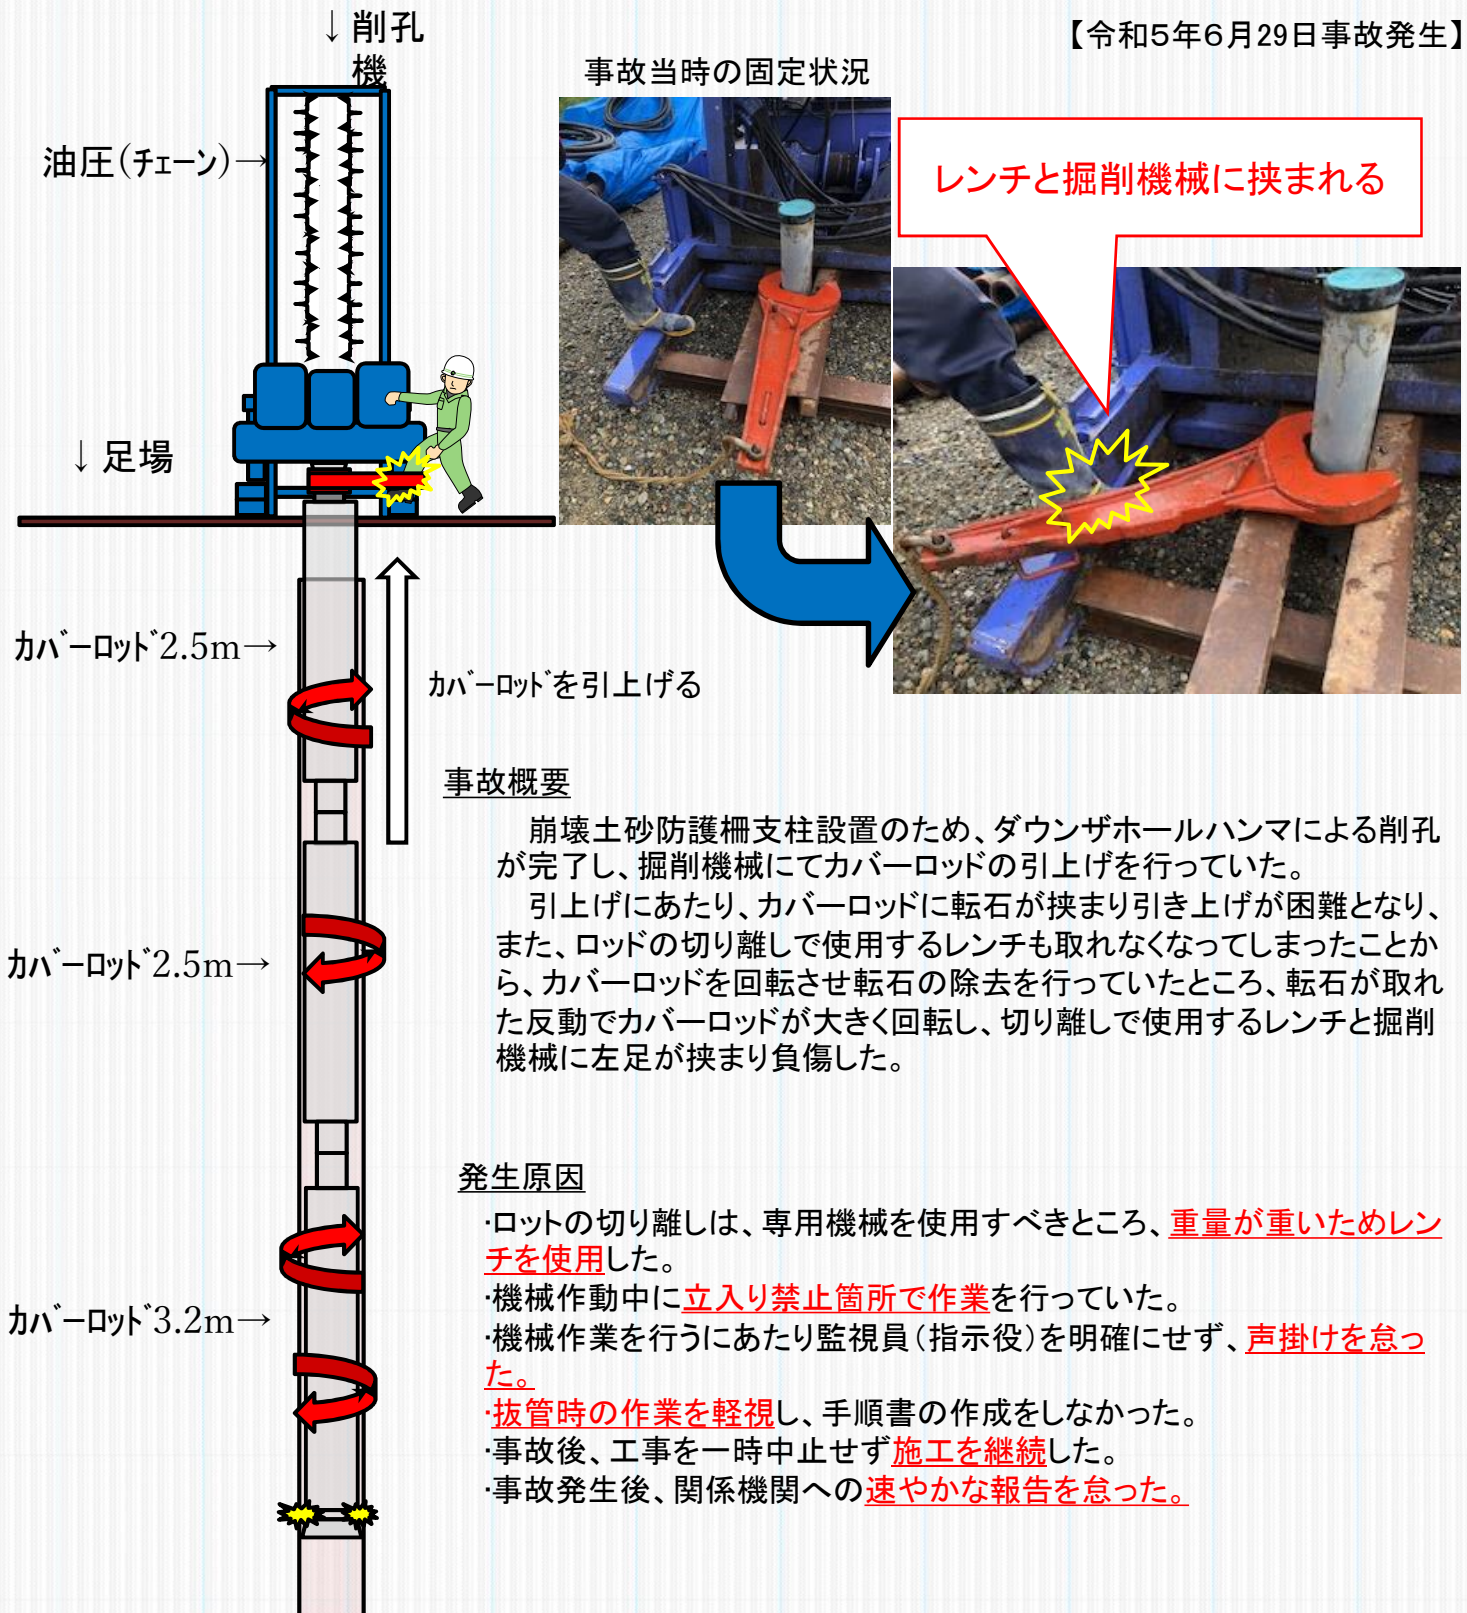 ↓削孔
機
【令和5年6月29日事故発生】
事故当時の固定状況
油圧(チェーン)→
レンチと掘削機械に挟まれる
↓足場
カバーロッド2.5m→
カバーロッドを引上げる
事故概要
崩壊土砂防護柵支柱設置のため、ダウンザホールハンマによる削孔
が完了し、掘削機械にてカバーロッドの引上げを行っていた。
引上げにあたり、カバーロッドに転石が挟まり引き上げが困難となり、
また、ロッドの切り離しで使用するレンチも取れなくなってしまったことか
ら、カバーロッドを回転させ転石の除去を行っていたところ、転石が取れ
た反動でカバーロッドが大きく回転し、切り離しで使用するレンチと掘削
機械に左足が挟まり負傷した。
カバーロッド2.5m→
発生原因
・ロットの切り離しは、専用機械を使用すべきところ、重量が重いためレン
チを使用した。
・機械作動中に立入り禁止箇所で作業を行っていた。
・機械作業を行うにあたり監視員(指示役)を明確にせず、声掛けを怠っ
た。
・抜管時の作業を軽視し、手順書の作成をしなかった。
・事故後、工事を一時中止せず施工を継続した。
・事故発生後、関係機関への速やかな報告を怠った。
カバーロッド3.2m→